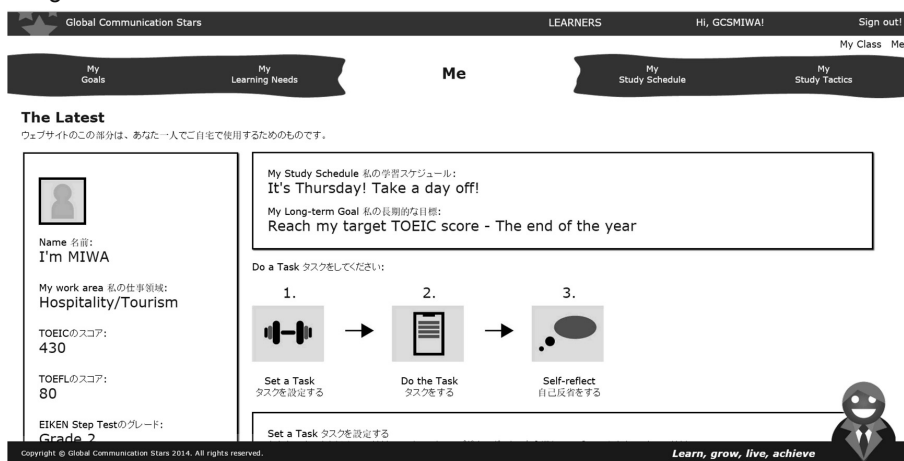 Global Communication Stars LEARNERS Hi, GCSMIWA! Sign out!
My Class Me
My Goals
My Learning Needs
Me
My Study Schedule
My Study Tactics
The Latest
ウェブサイトのこの部分は、あなた一人でご自宅で使用するためのものです。
Name 名前:
I'm MIWA
My work area 私の仕事領域:
Hospitality/Tourism
TOEICのスコア:
430
TOEFLのスコア:
80
EIKEN Step Testのグレード:
Grade 2
My Study Schedule 私の学習スケジュール:
It's Thursday! Take a day off!
My Long-term Goal 私の長期的な目標:
Reach my target TOEIC score - The end of the year
Do a Task タスクをしてください:
1. 2. 3.
Set a Task Do the Task Self-reflect
タスクを設定する タスクをする 自己反省をする
Set a Task タスクを設定する
Copyright © Global Communication Stars 2014. All rights reserved. Learn, grow, live, achieve